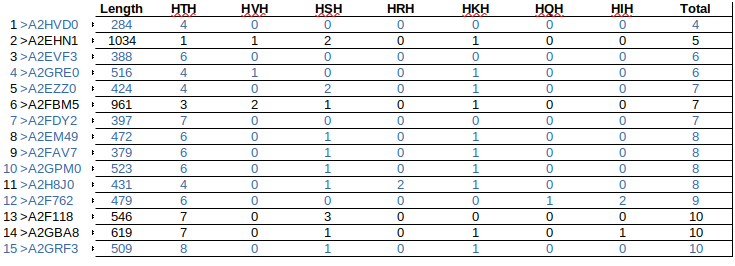 Length HTH HVH HSH HRH HKH HQH HIH Total
1 >A2HVD0 284 4 0 0 0 0 0 0 4
2 >A2EHN1 1034 1 1 2 0 1 0 0 5
3 >A2EVF3 388 6 0 0 0 0 0 0 6
4 >A2GRE0 516 4 1 0 0 1 0 0 6
5 >A2EZZ0 424 4 0 2 0 1 0 0 7
6 >A2FBM5 961 3 2 1 0 1 0 0 7
7 >A2FDY2 397 7 0 0 0 0 0 0 7
8 >A2EM49 472 6 0 1 0 1 0 0 8
9 >A2FAV7 379 6 0 1 0 1 0 0 8
10 >A2GPM0 523 6 0 1 0 1 0 0 8
11 >A2H8J0 431 4 0 1 2 1 0 0 8
12 >A2F762 479 6 0 0 0 0 1 2 9
13 >A2F118 546 7 0 3 0 0 0 0 10
14 >A2GBA8 619 7 0 1 0 1 0 1 10
15 >A2GRF3 509 8 0 1 0 1 0 0 10